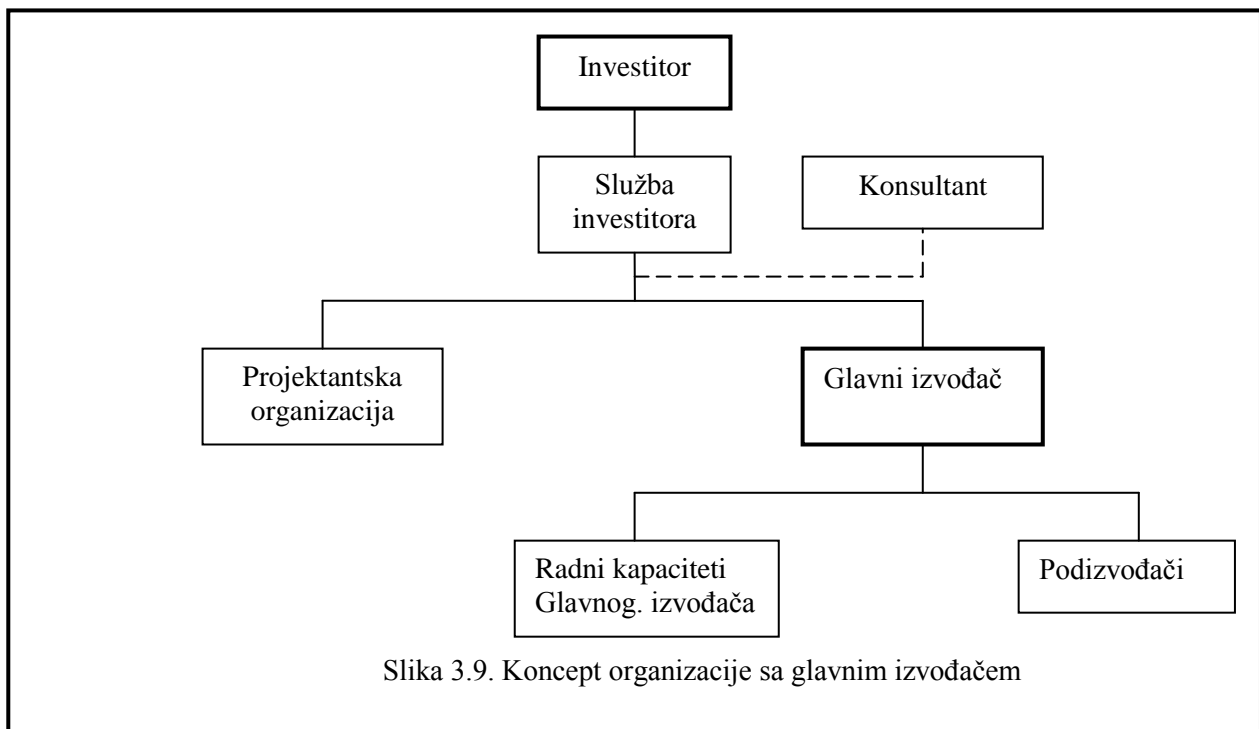 Investitor
Služba
investitora
Konsultant
Projektantska
organizacija
Glavni izvođač
Radni kapaciteti
Glavnog. izvođača
Podizvođači
Slika 3.9. Koncept organizacije sa glavnim izvođačem